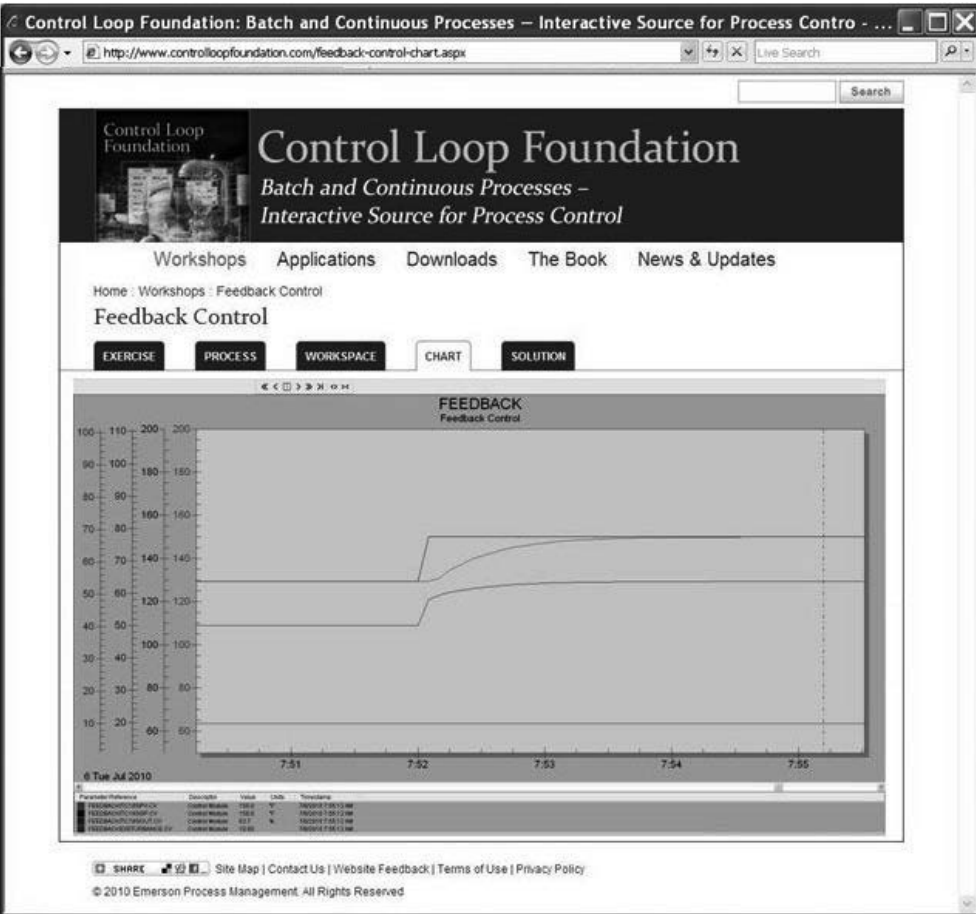 Control Loop Foundation: Batch and Continuous Processes — Interactive Source for Process Contro - ...
http://www.controlloopfoundation.com/feedback-control-chart.aspx
Live Search
Search
Control Loop
Foundation
Control Loop Foundation
Batch and Continuous Processes –
Interactive Source for Process Control
Workshops Applications Downloads The Book News & Updates
Home : Workshops : Feedback Control
Feedback Control
EXERCISE PROCESS WORKSPACE CHART SOLUTION
FEEDBACK
Feedback Control
100 110 200 200
90 100 180 180
80 90 160 160
70 80
60 70 140 140
50 60 120 120
40 50 100 100
30 40
20 30 80 80
10 20 60 60
7:51 7:52 7:53 7:54 7:55
6 Tue Jul 2010
Parameter Reference Descriptor Value Units Timestamp
SHARE Site Map | Contact Us | Website Feedback | Terms of Use | Privacy Policy
© 2010 Emerson Process Management. All Rights Reserved